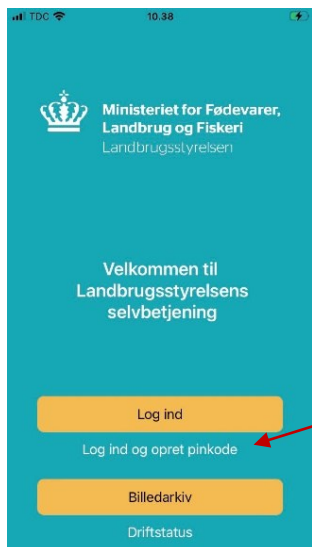 TDC 10.38
Ministeriet for Fødevarer,
Landbrug og Fiskeri
Landbrugsstyrelsen
Velkommen til
Landbrugsstyrelsens
selvbetjening
Log ind
Log ind og opret pinkode
Billedarkiv
Driftstatus